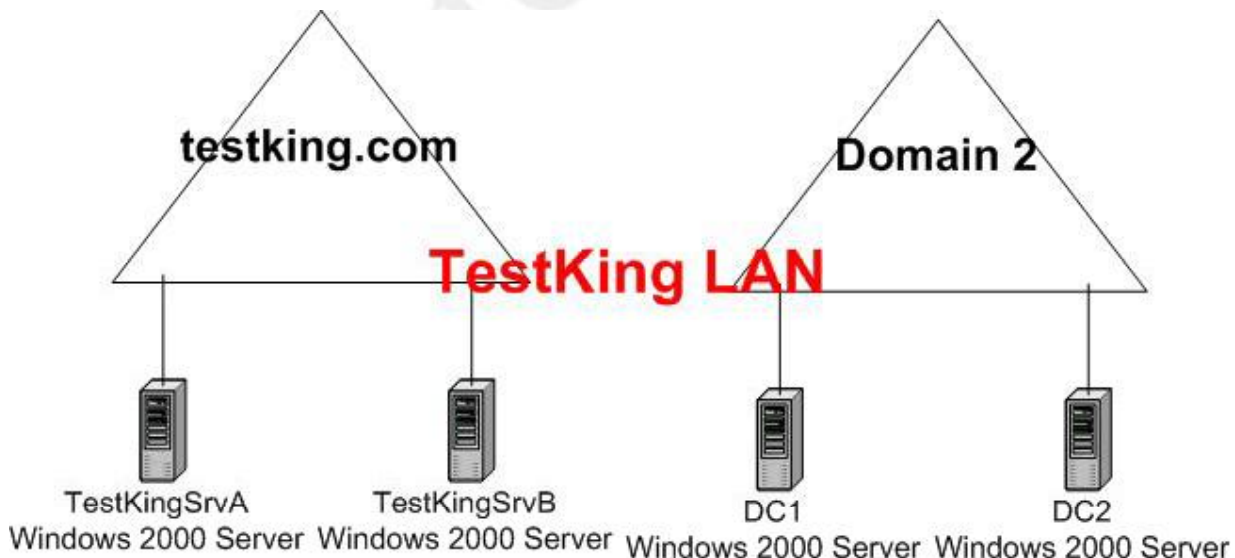 testking.com
Domain 2
TestKing LAN
TestKingSrvA
Windows 2000 Server
TestKingSrvB
Windows 2000 Server
DC1
Windows 2000 Server
DC2
Windows 2000 Server